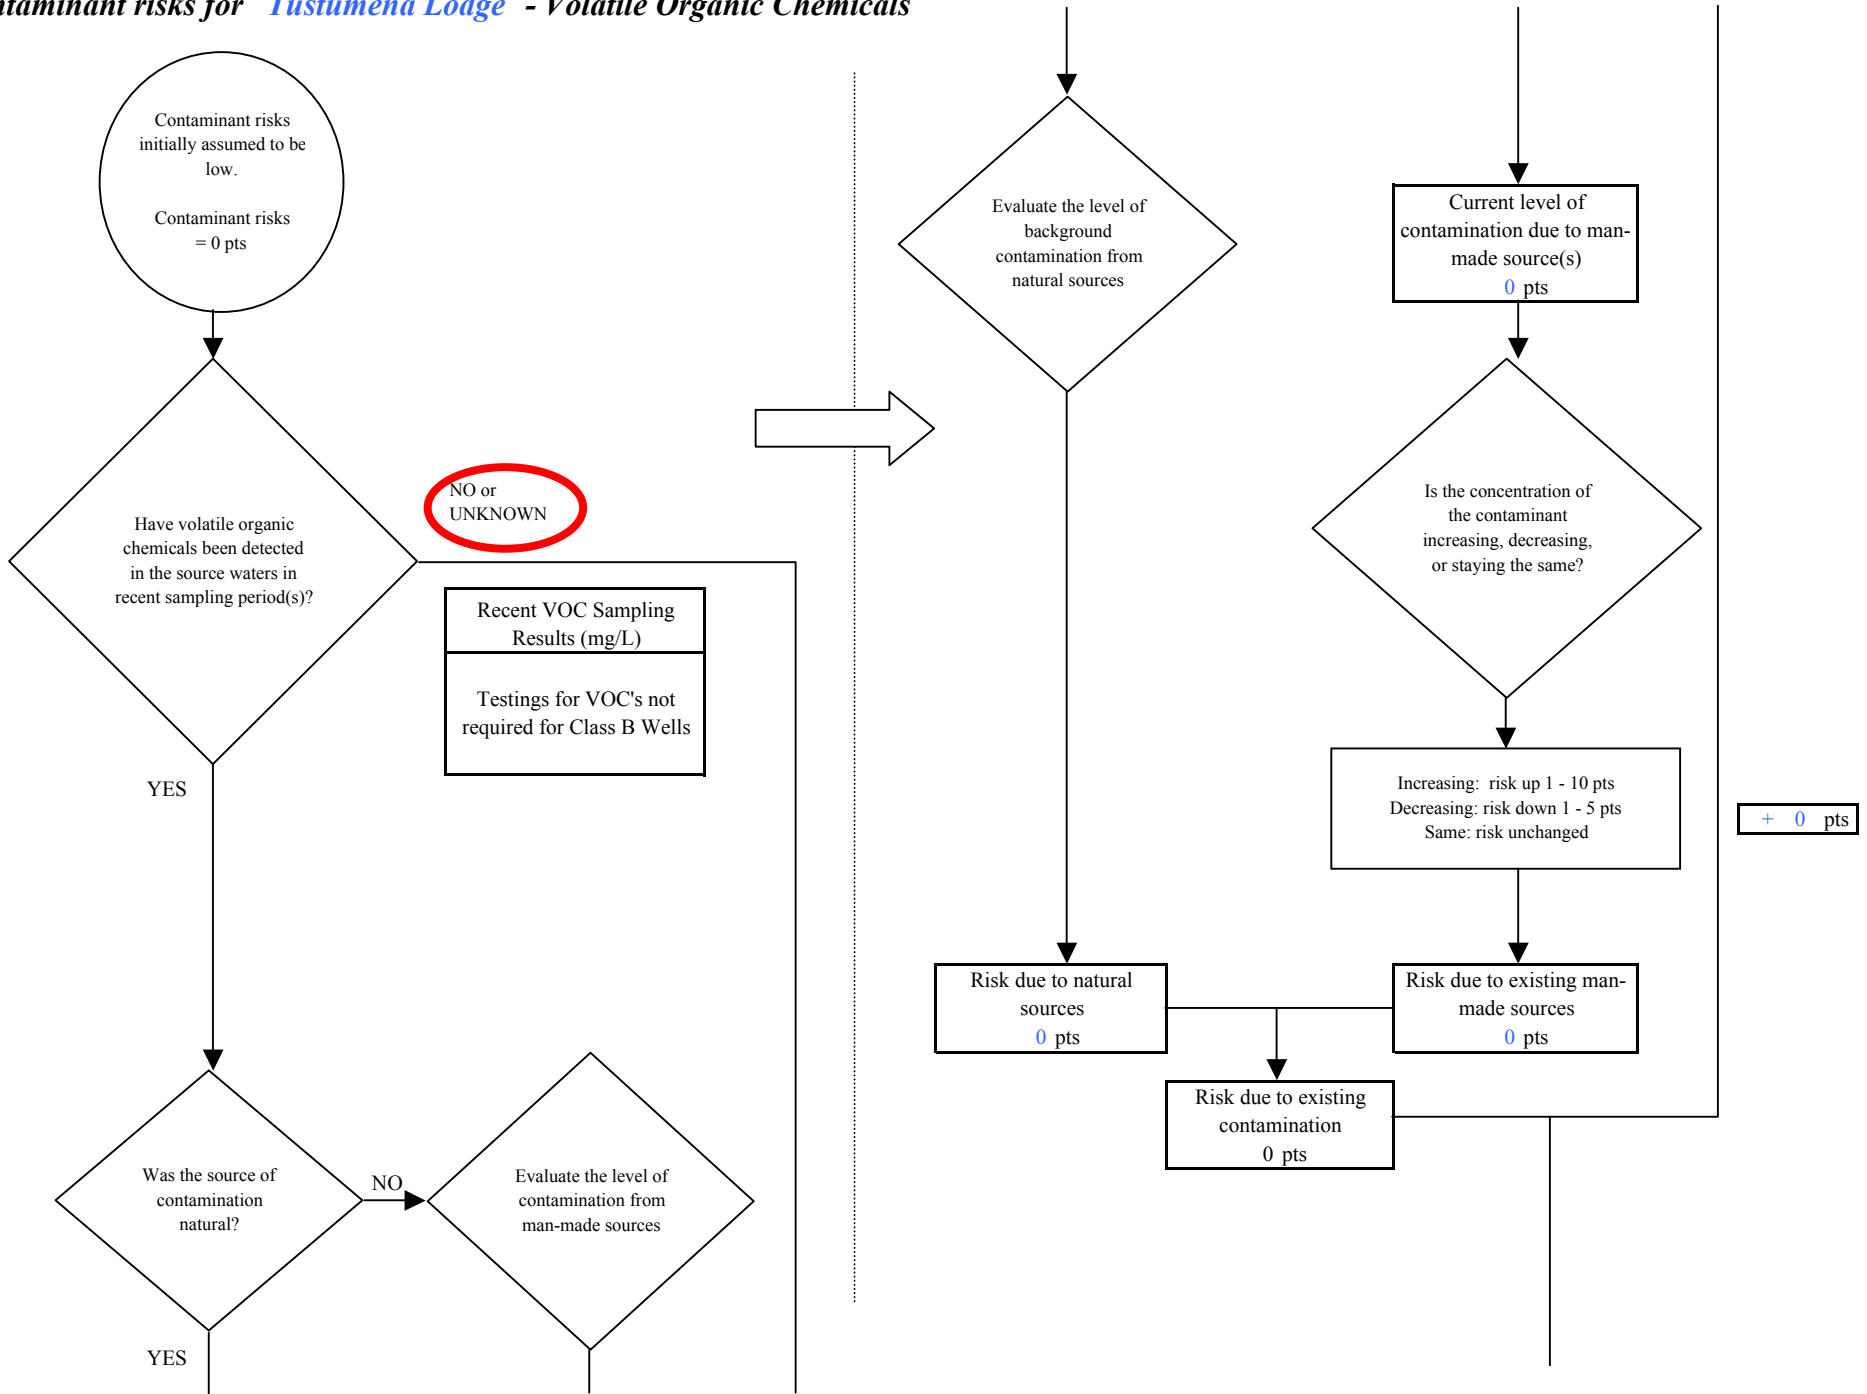 ntaminant risks for Tustumena Lodge - Volatile Organic Chemicals
Contaminant risks
initially assumed to be
low.
Contaminant risks
= 0 pts
Have volatile organic
chemicals been detected
in the source waters in
recent sampling period(s)?
NO or
UNKNOWN
Recent VOC Sampling
Results (mg/L)
Testings for VOC's not
required for Class B Wells
YES
Was the source of
contamination
natural?
NO
Evaluate the level of
contamination from
man-made sources
YES
Evaluate the level of
background
contamination from
natural sources
Current level of
contamination due to man-
made source(s)
0 pts
Is the concentration of
the contaminant
increasing, decreasing,
or staying the same?
Increasing: risk up 1 - 10 pts
Decreasing: risk down 1 - 5 pts
Same: risk unchanged
+ 0 pts
Risk due to natural
sources
0 pts
Risk due to existing man-
made sources
0 pts
Risk due to existing
contamination
0 pts